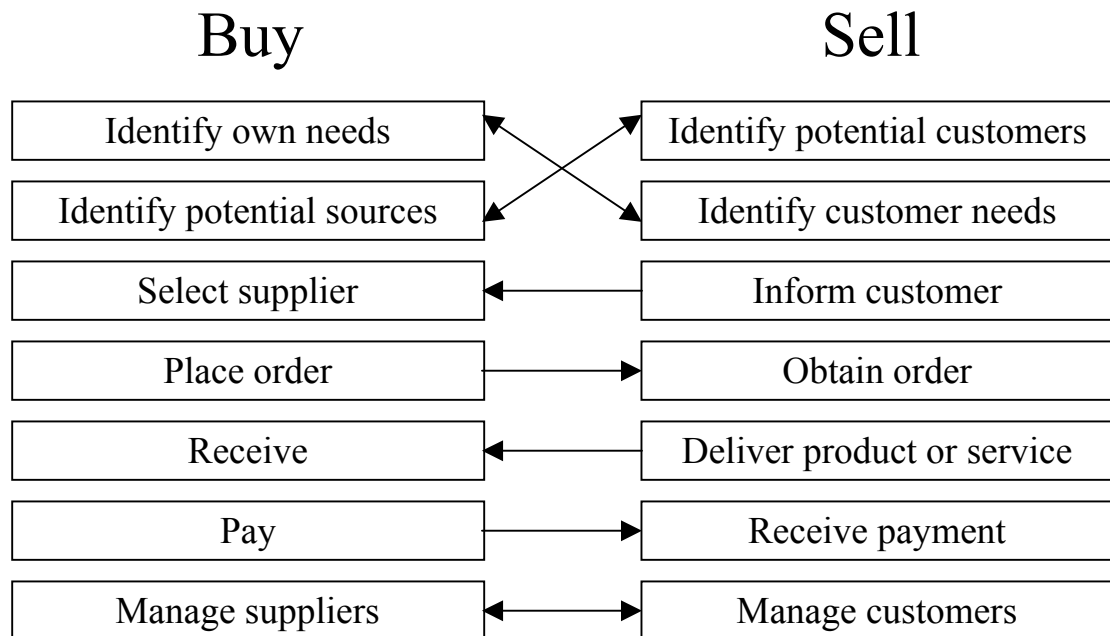 Buy
Sell
Identify own needs
Identify potential customers
Identify potential sources
Identify customer needs
Select supplier
Inform customer
Place order
Obtain order
Receive
Deliver product or service
Pay
Receive payment
Manage suppliers
Manage customers